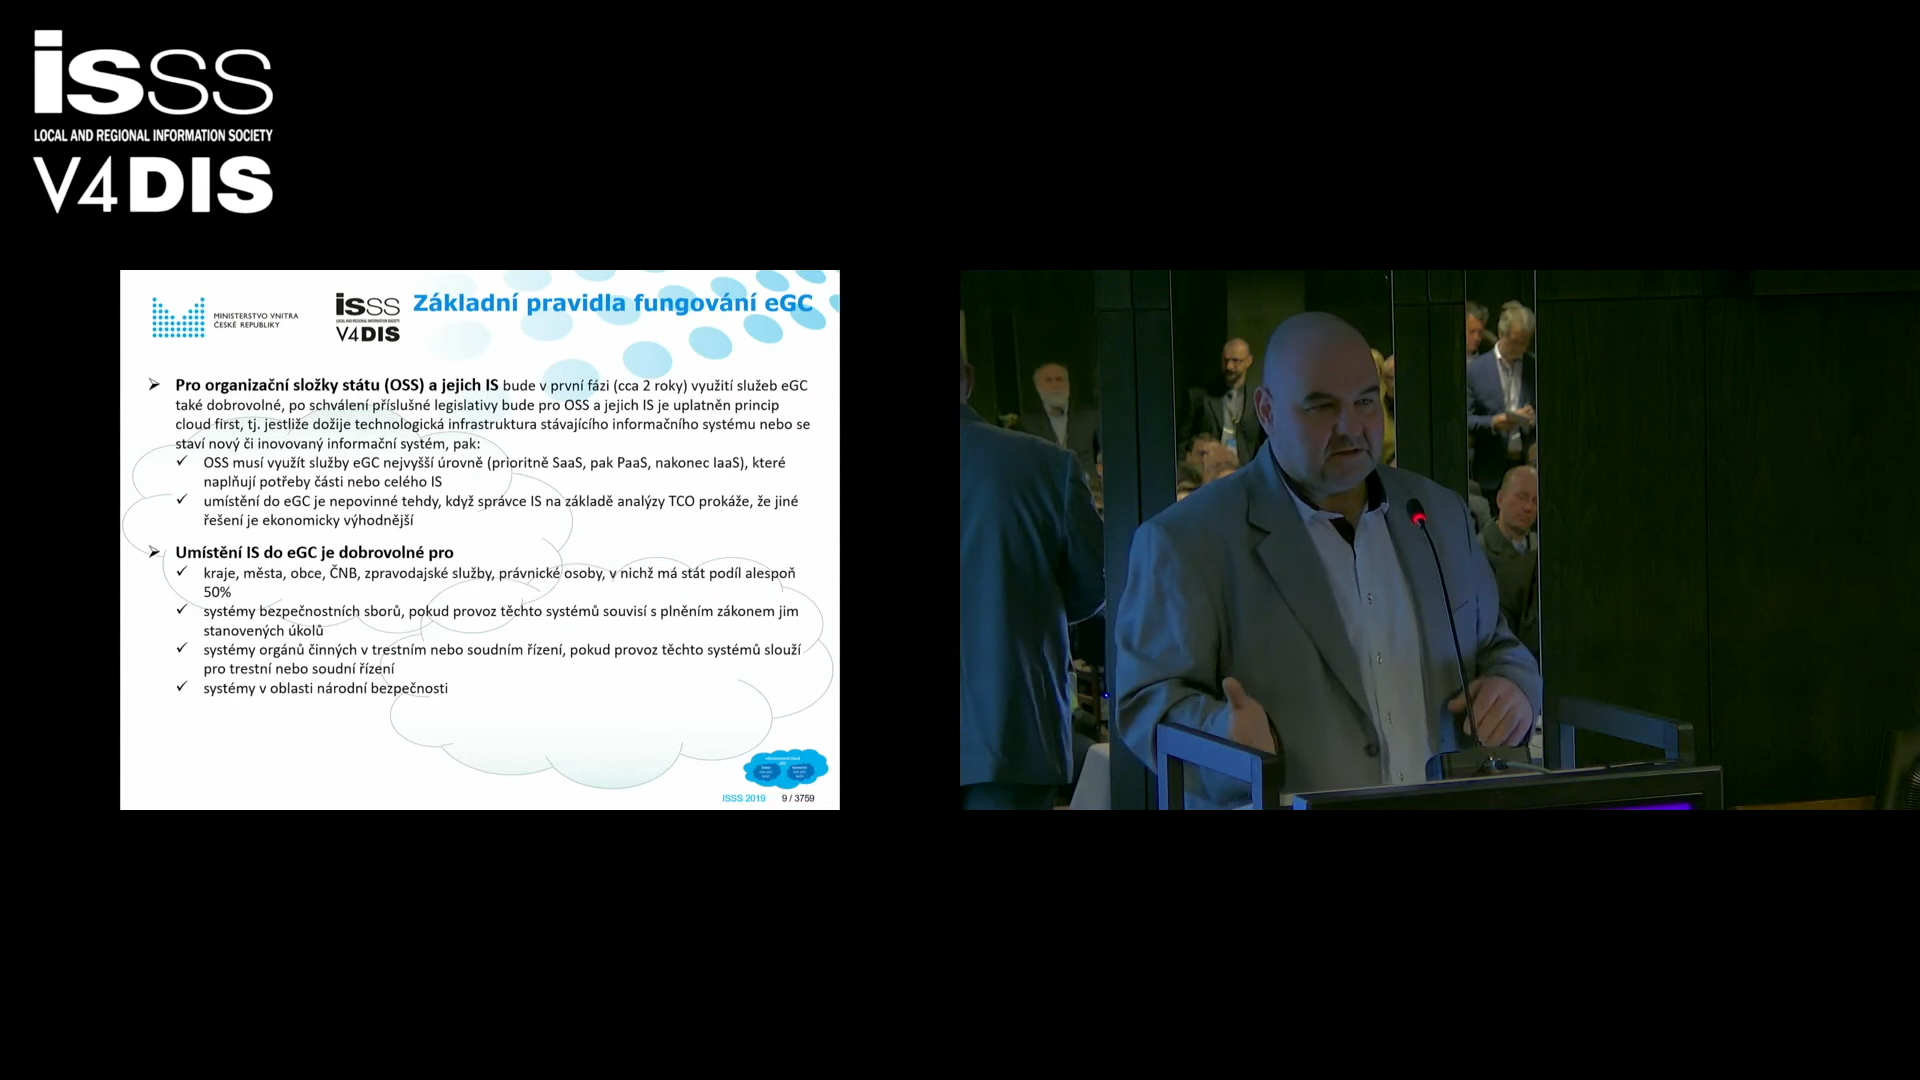 isss
LOCAL AND REGIONAL INFORMATION SOCIETY
V4DIS
MINISTERSTVO VNITRA
ČESKÉ REPUBLIKY
isss
LOCAL AND REGIONAL INFORMATION SOCIETY
V4DIS
Základní pravidla fungování eGC
Pro organizační složky státu (OSS) a jejich IS bude v první fázi (cca 2 roky) využití služeb eGC
také dobrovolné, po schválení příslušné legislativy bude pro OSS a jejich IS je uplatněn princip
cloud first, tj. jestliže dožije technologická infrastruktura stávajícího informačního systému nebo se
staví nový či inovovaný informační systém, pak:
OSS musí využít služby eGC nejvyšší úrovně (prioritně SaaS, pak PaaS, nakonec IaaS), které
naplňují potřeby části nebo celého IS
umístění do eGC je nepovinné tehdy, když správce IS na základě analýzy TCO prokáže, že jiné
řešení je ekonomicky výhodnější
Umístění IS do eGC je dobrovolné pro
kraje, města, obce, ČNB, zpravodajské služby, právnické osoby, v nichž má stát podíl alespoň
50%
systémy bezpečnostních sborů, pokud provoz těchto systémů souvisí s plněním zákonem jim
stanovených úkolů
systémy orgánů činných v trestním nebo soudním řízení, pokud provoz těchto systémů slouží
pro trestní nebo soudní řízení
systémy v oblasti národní bezpečnosti
ISSS 2019 9 / 3759